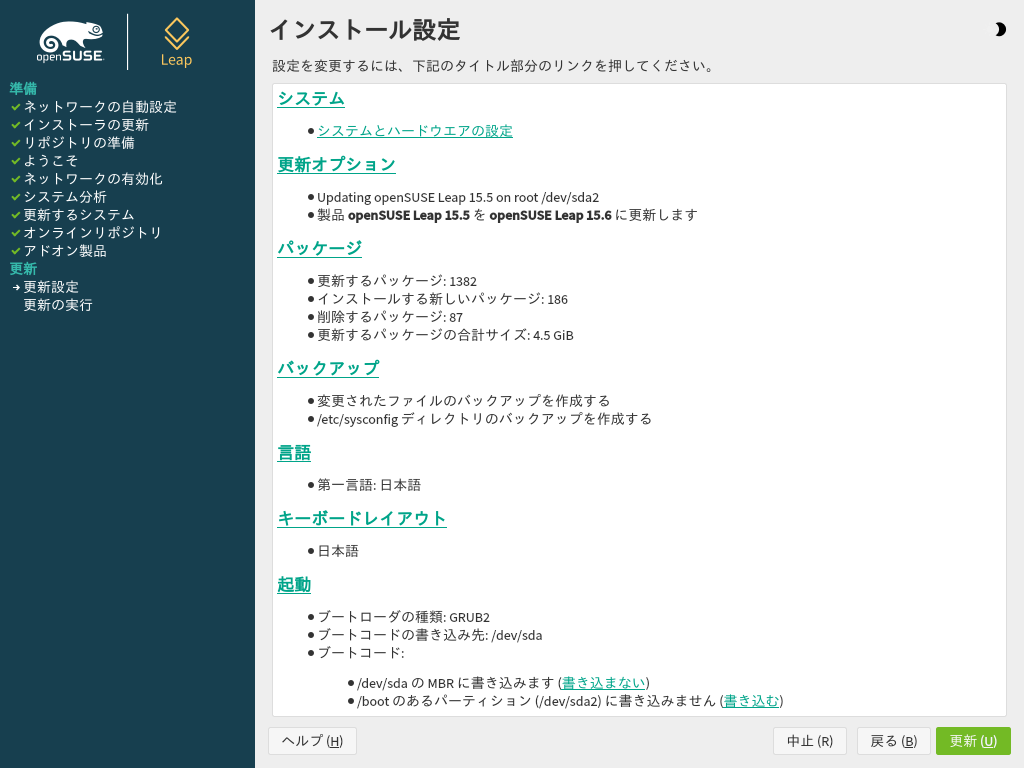 openSUSE
Leap
準備
ネットワークの自動設定
インストーラの更新
リポジトリの準備
ようこそ
ネットワークの有効化
システム分析
更新するシステム
オンラインリポジトリ
アドオン製品
更新
更新設定
更新の実行
インストール設定
設定を変更するには、下記のタイトル部分のリンクを押してください。
システム
システムとハードウエアの設定
更新オプション
Updating openSUSE Leap 15.5 on root /dev/sda2
製品 openSUSE Leap 15.5 を openSUSE Leap 15.6 に更新します
パッケージ
更新するパッケージ: 1382
インストールする新しいパッケージ: 186
削除するパッケージ: 87
更新するパッケージの合計サイズ: 4.5 GiB
バックアップ
変更されたファイルのバックアップを作成する
/etc/sysconfig ディレクトリのバックアップを作成する
言語
第一言語: 日本語
キーボードレイアウト
日本語
起動
ブートローダの種類: GRUB2
ブートコードの書き込み先: /dev/sda
ブートコード:
/dev/sda の MBR に書き込みます (書き込まない)
/boot のあるパーティション (/dev/sda2) に書き込みません (書き込む)
ヘルプ (H)
中止 (R)
戻る (B)
更新 (U)